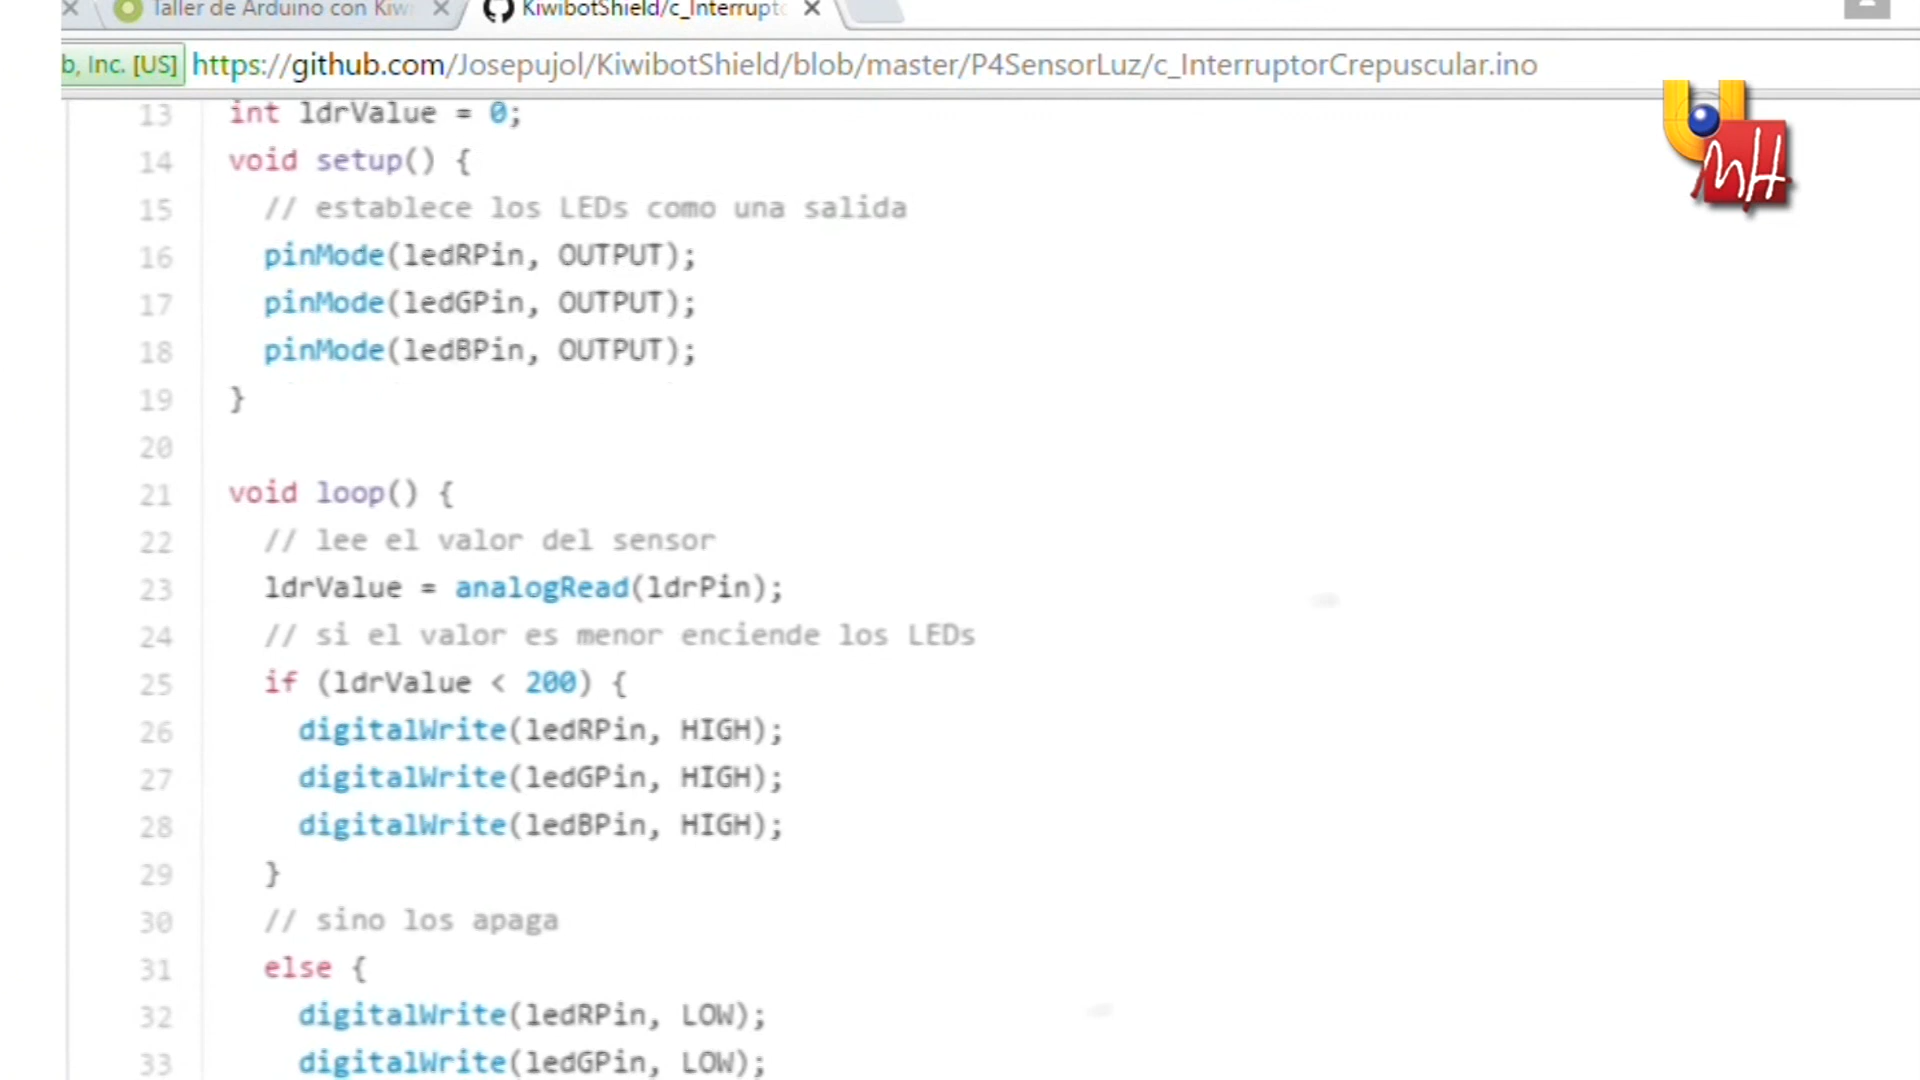 Taller de Arduino con Kiw
KiwibotShield/c_Interrupto
b, Inc. [US] https://github.com/Josepujol/KiwibotShield/blob/master/P4SensorLuz/c_InterruptorCrepuscular.ino
13 int ldrValue = 0;
14 void setup() {
15 // establece los LEDs como una salida
16 pinMode(ledRPin, OUTPUT);
17 pinMode(ledGPin, OUTPUT);
18 pinMode(ledBPin, OUTPUT);
19 }
20
21 void loop() {
22 // lee el valor del sensor
23 ldrValue = analogRead(ldrPin);
24 // si el valor es menor enciende los LEDs
25 if (ldrValue < 200) {
26 digitalWrite(ledRPin, HIGH);
27 digitalWrite(ledGPin, HIGH);
28 digitalWrite(ledBPin, HIGH);
29 }
30 // sino los apaga
31 else {
32 digitalWrite(ledRPin, LOW);
33 digitalWrite(ledGPin, LOW);
UMH